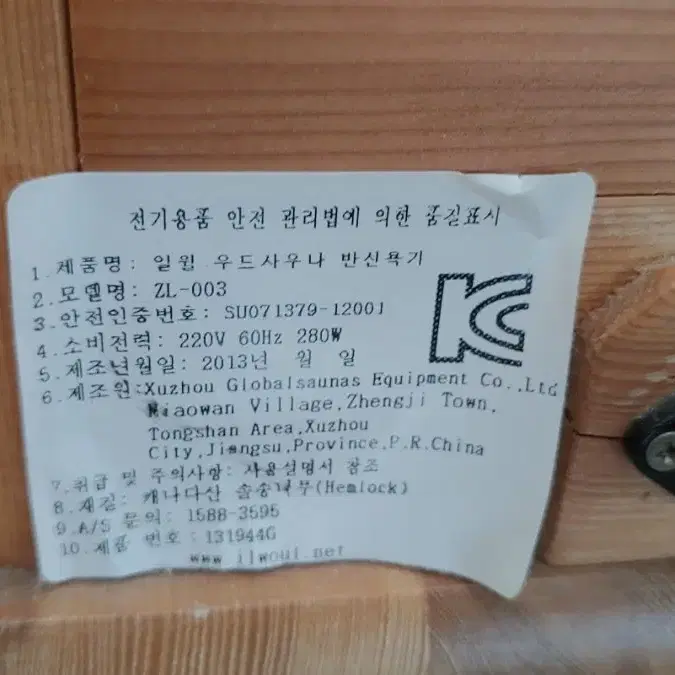 전기용품 안전 관리법에 의한 품질표시
1. 제품명: 일월 우드사우나 반신욕기
2. 모델명: ZL-003
3. 안전인증번호: SU071379-12001
4. 소비전력: 220V 60Hz 280W
5. 제조년월일: 2013년 월 일
6. 제조원:Xuzhou Globalsaunas Equipment Co.,Ltd
Miaowan Village,Zhengji Town,
Tongshan Area,Xuzhou
City,Jiangsu,Province,P.R.China
7.취급 및 주의사항: 사용설명서 참조
8.재질: 캐나다산 솔송나무(Hemlock)
9.A/S 문의: 1588-3595
10.제품 번호:131944G
www.ilwoul.net
KC